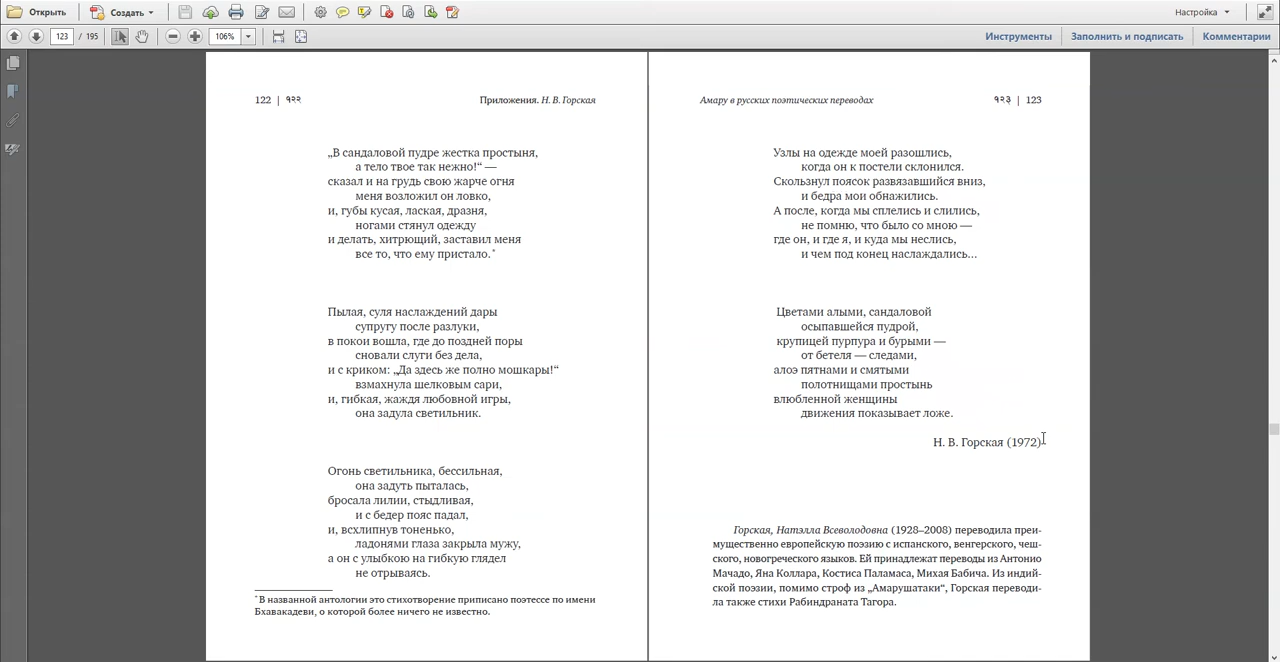 Открыть
Создать
Настройка
123 / 195
106%
Инструменты
Заполнить и подписать
Комментарии
122 | १२२
Приложения. Н. В. Горская
„В сандаловой пудре жестка простыня,
а тело твое так нежно!“ —
сказал и на грудь свою жарче огня
меня возложил он ловко,
и, губы кусая, лаская, дразня,
ногами стянул одежду
и делать, хитрющий, заставил меня
все то, что ему пристало.*
Пылая, суля наслаждений дары
супругу после разлуки,
в покои вошла, где до поздней поры
сновали слуги без дела,
и с криком: „Да здесь же полно мошкары!“
взмахнула шелковым сари,
и, гибкая, жаждя любовной игры,
она задула светильник.
Огонь светильника, бессильная,
она задуть пыталась,
бросала лилии, стыдливая,
и с бедер пояс падал,
и, всхлипнув тоненько,
ладонями глаза закрыла мужу,
а он с улыбкою на гибкую глядел
не отрываясь.
*В названной антологии это стихотворение приписано поэтессе по имени
Бхавакадеви, о которой более ничего не известно.
Амару в русских поэтических переводах
१२३ | 123
Узлы на одежде моей разошлись,
когда он к постели склонился.
Скользнул поясок развязавшийся вниз,
и бедра мои обнажились.
А после, когда мы сплелись и слились,
не помню, что было со мною —
где он, и где я, и куда мы неслись,
и чем под конец наслаждались...
Цветами алыми, сандаловой
осыпавшейся пудрой,
крупицей пурпура и бурыми —
от бетеля — следами,
алоэ пятнами и смятыми
полотнищами простынь
влюбленной женщины
движения показывает ложе.
Н. В. Горская (1972)
Горская, Натэлла Всеволодовна (1928–2008) переводила преи-
мущественно европейскую поэзию с испанского, венгерского, чеш-
ского, новогреческого языков. Ей принадлежат переводы из Антонио
Мачадо, Яна Коллара, Костиса Паламаса, Михая Бабича. Из индий-
ской поэзии, помимо строф из „Амарушатаки“, Горская переводи-
ла также стихи Рабиндраната Тагора.